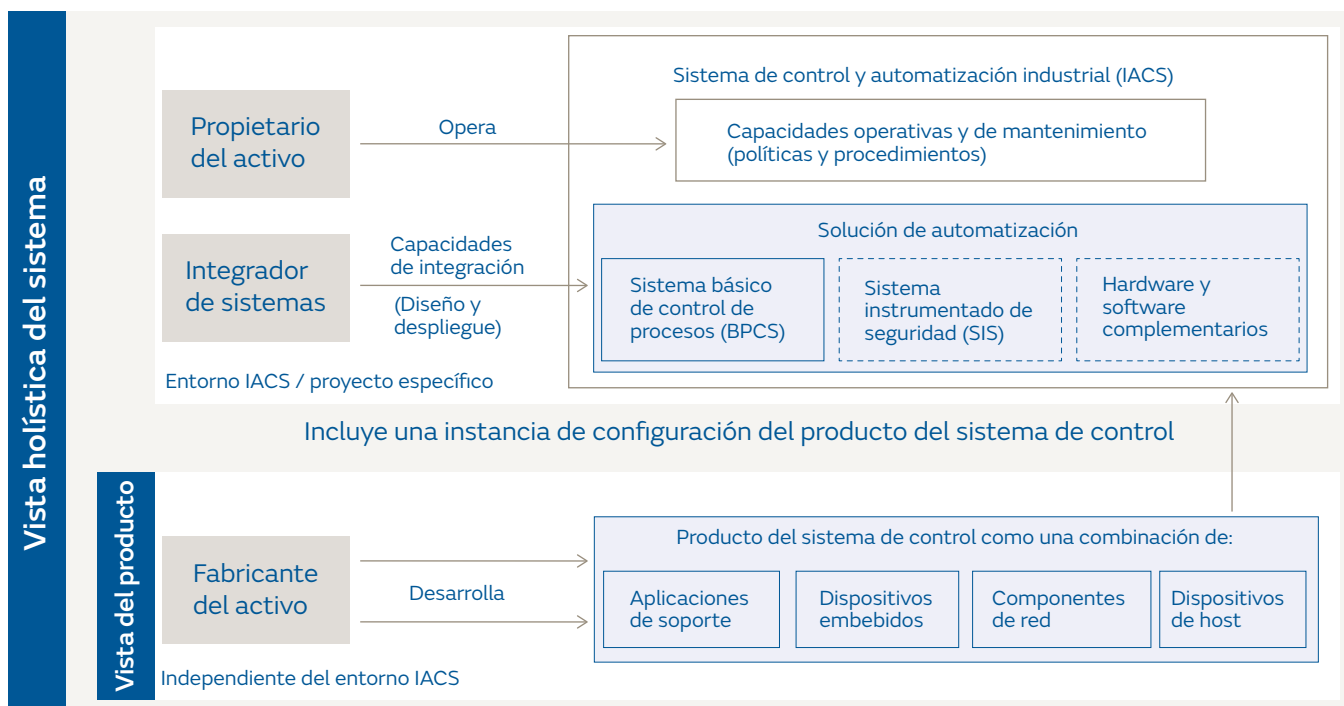 Vista holística del sistema
Sistema de control y automatización industrial (IACS)
Propietario
del activo
Opera
Capacidades operativas y de mantenimiento
(políticas y procedimientos)
Integrador
de sistemas
Capacidades
de integración
(Diseño y
despliegue)
Solución de automatización
Sistema básico
de control de
procesos (BPCS)
Sistema
instrumentado de
seguridad (SIS)
Hardware y
software
complementarios
Entorno IACS / proyecto específico
Incluye una instancia de configuración del producto del sistema de control
Vista del producto
Fabricante
del activo
Desarrolla
Producto del sistema de control como una combinación de:
Aplicaciones
de soporte
Dispositivos
embebidos
Componentes
de red
Dispositivos
de host
Independiente del entorno IACS